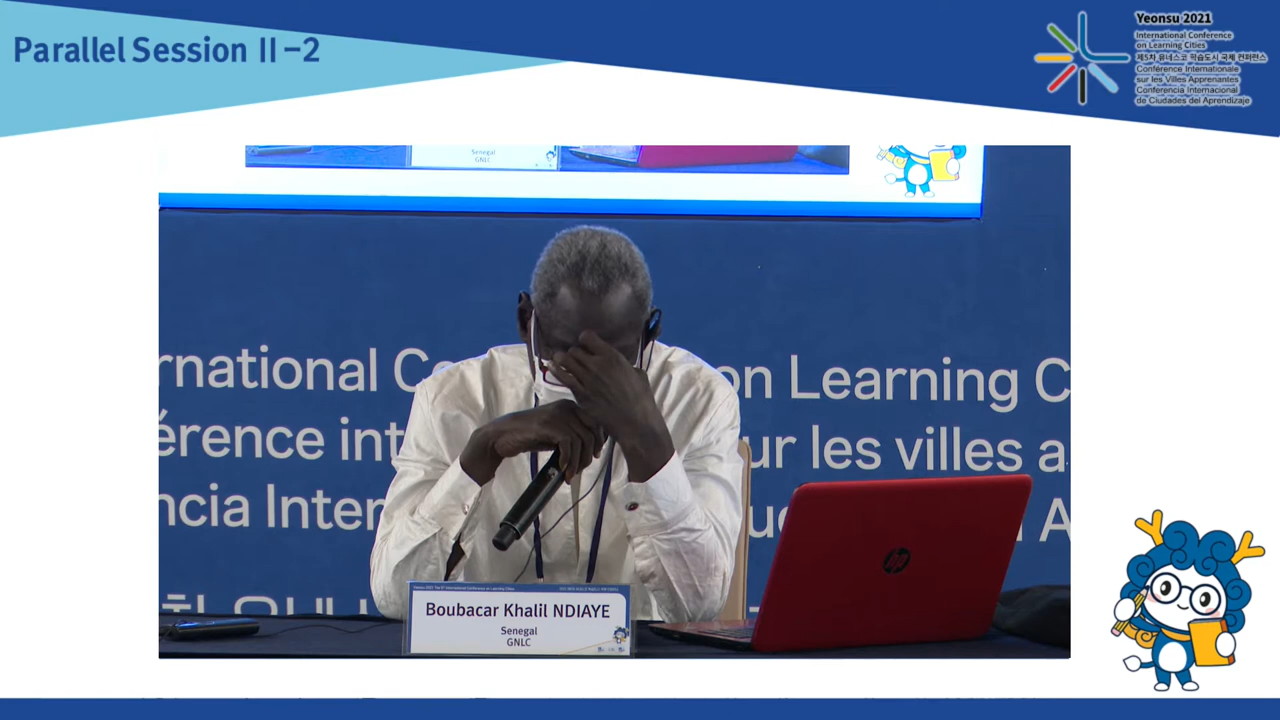 Parallel Session Ⅱ-2
Yeonsu 2021
International Conference
on Learning Cities
제5차 유네스코 학습도시 국제 컨퍼런스
Conférence Internationale
sur les Villes Apprenantes
Conferencia Internacional
de Ciudades del Aprendizaje
Senegal
GNLC
rnational C on Learning C
érence int ur les villes a
ncia Inter A
hp
Boubacar Khalil NDIAYE
Senegal
GNLC